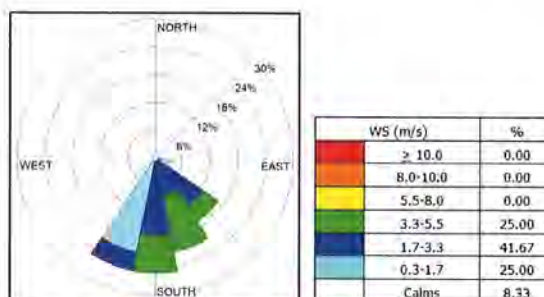 NORTH
30%
24%
18%
12%
6%
WEST
EAST
SOUTH
WS (m/s) %
≥ 10.0 0.00
8.0-10.0 0.00
5.5-8.0 0.00
3.3-5.5 25.00
1.7-3.3 41.67
0.3-1.7 25.00
Calms 8.33